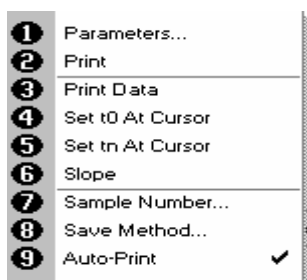 1 Parameters...
2 Print
3 Print Data
4 Set t0 At Cursor
5 Set tn At Cursor
6 Slope
7 Sample Number...
8 Save Method...
9 Auto-Print ✓